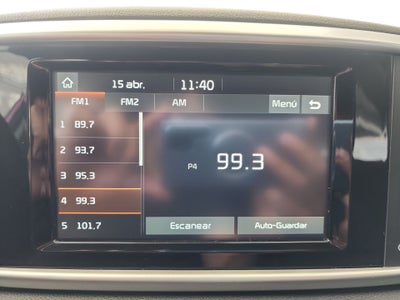 15 abr. 11:40
FM1 FM2 AM Menú
1 89.7
2 93.7
3 95.3
4 99.3
5 101.7
P4 99.3
Escanear Auto-Guardar